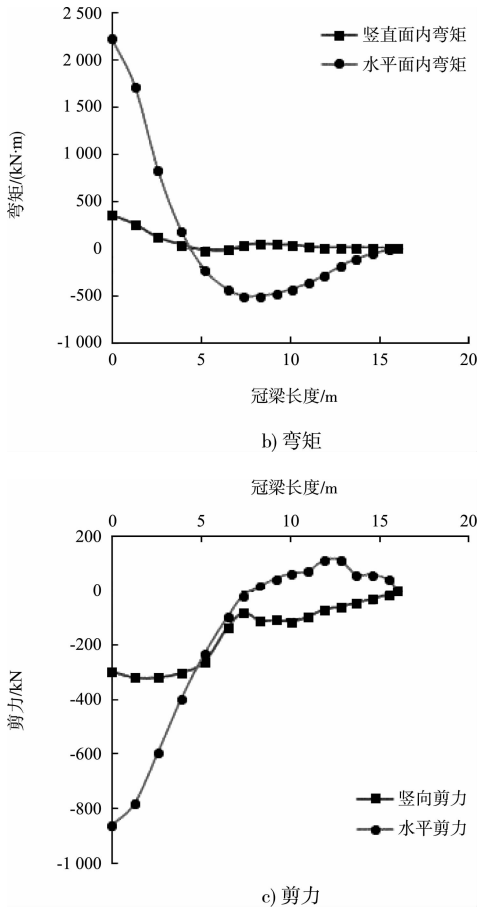 2 500
2 000
1 500
1 000
500
0
-500
-1 000
弯矩/(kN·m)
竖直面内弯矩
水平面内弯矩
0 5 10 15 20
冠梁长度/m
b) 弯矩
冠梁长度/m
0 5 10 15 20
200
0
-200
-400
-600
-800
-1 000
剪力/kN
竖向剪力
水平剪力
c) 剪力